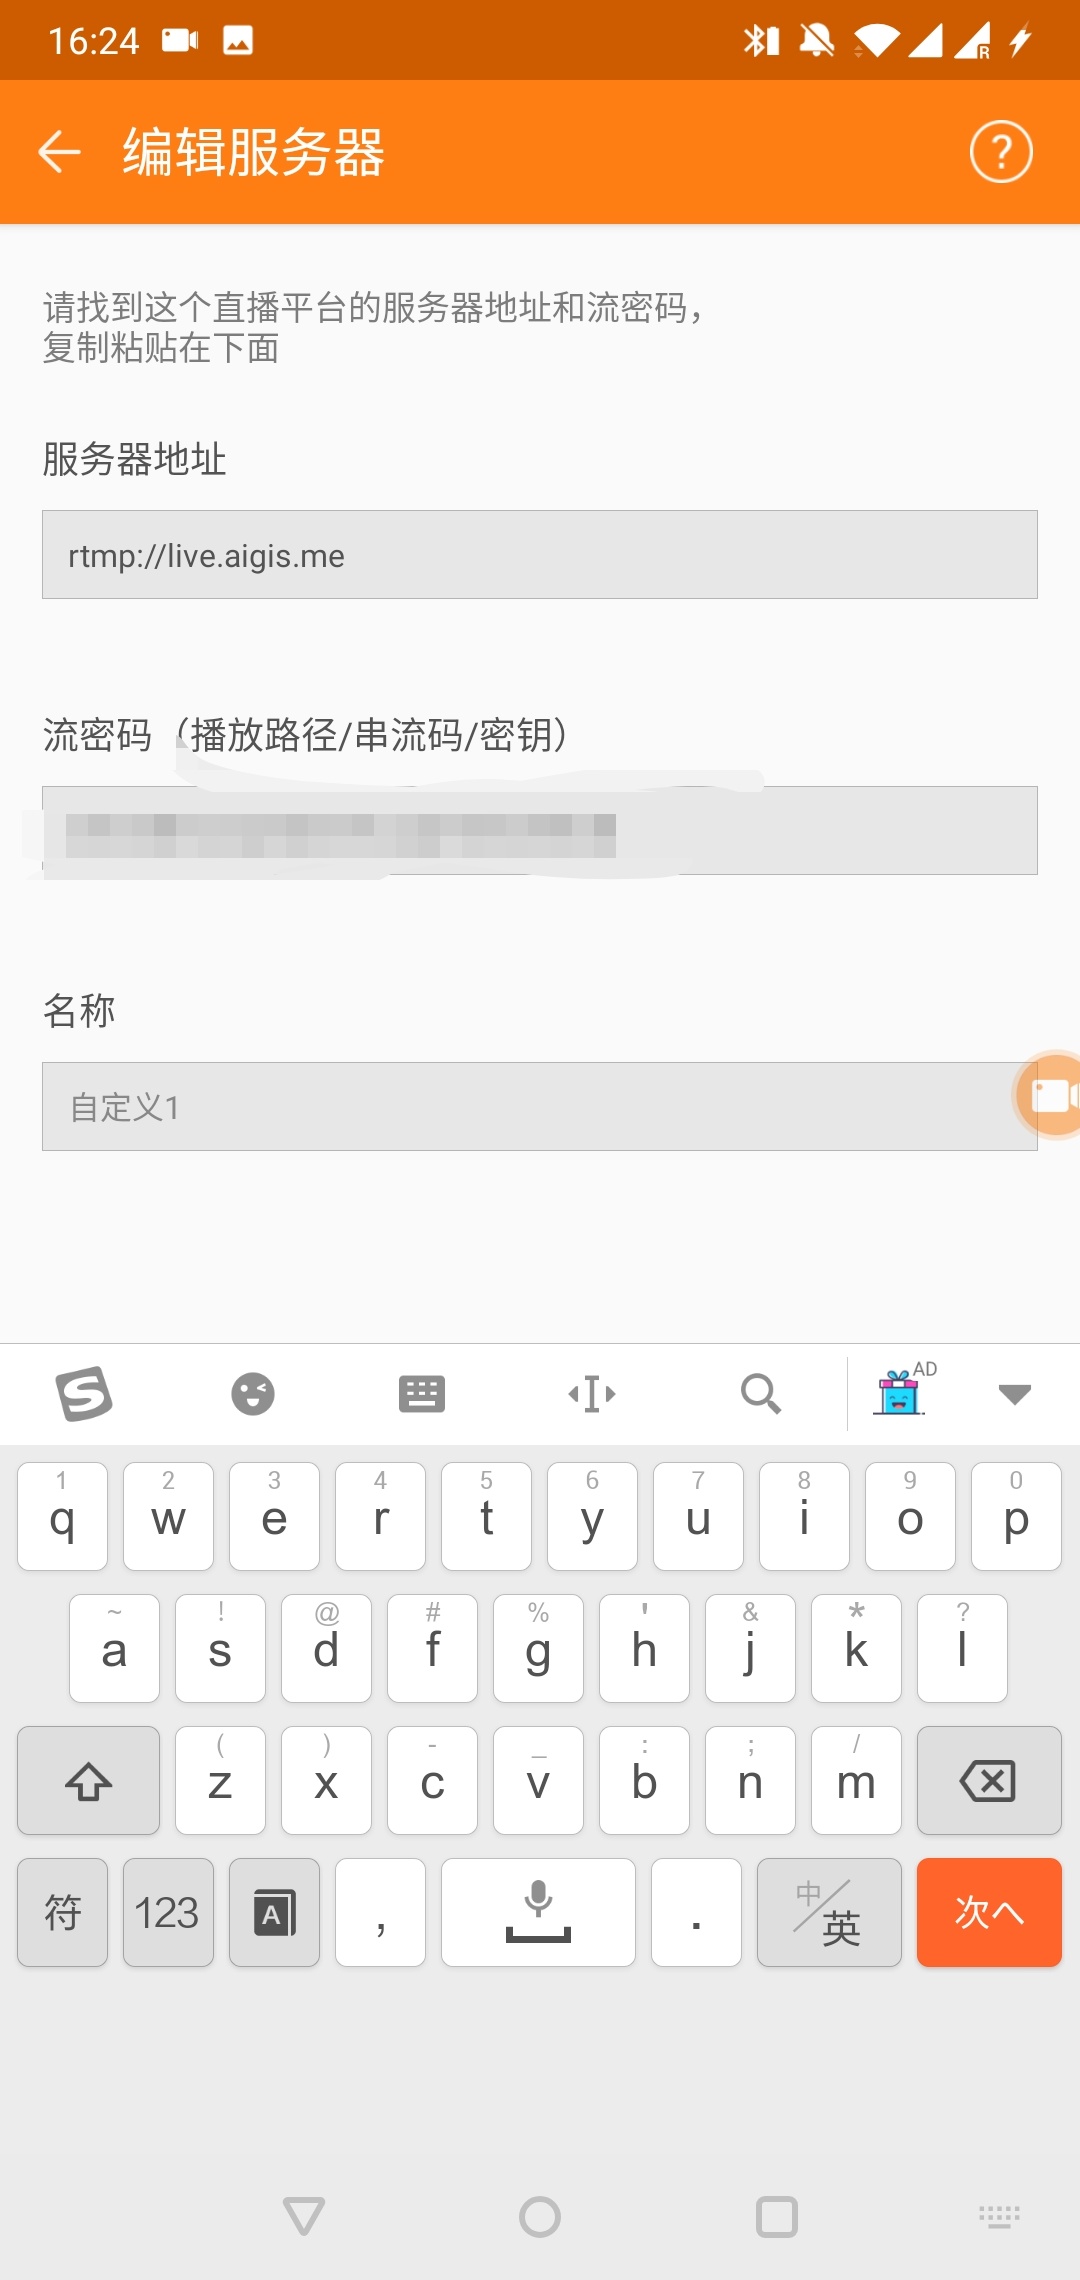 16:24
R
编辑服务器
?
请找到这个直播平台的服务器地址和流密码，
复制粘贴在下面
服务器地址
rtmp://live.aigis.me
流密码（播放路径/串流码/密钥）
名称
自定义1
AD
1 2 3 4 5 6 7 8 9 0
q w e r t y u i o p
~ ! @ # % ' & * ?
a s d f g h j k l
( ) - _ : ; /
z x c v b n m
符 123 A , . 中/英 次へ